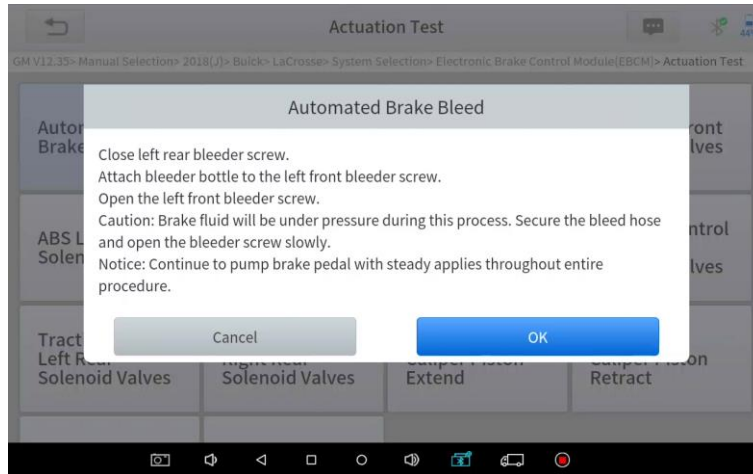 Actuation Test
44%
GM V12.35> Manual Selection> 2018(J)> Buick> LaCrosse> System Selection> Electronic Brake Control Module(EBCM)> Actuation Test
Automated Brake Bleed
Close left rear bleeder screw.
Attach bleeder bottle to the left front bleeder screw.
Open the left front bleeder screw.
Caution: Brake fluid will be under pressure during this process. Secure the bleed hose
and open the bleeder screw slowly.
Notice: Continue to pump brake pedal with steady applies throughout entire
procedure.
Cancel
OK
Brake
Solenoid Valves
Solenoid Valves
Extend
Retract